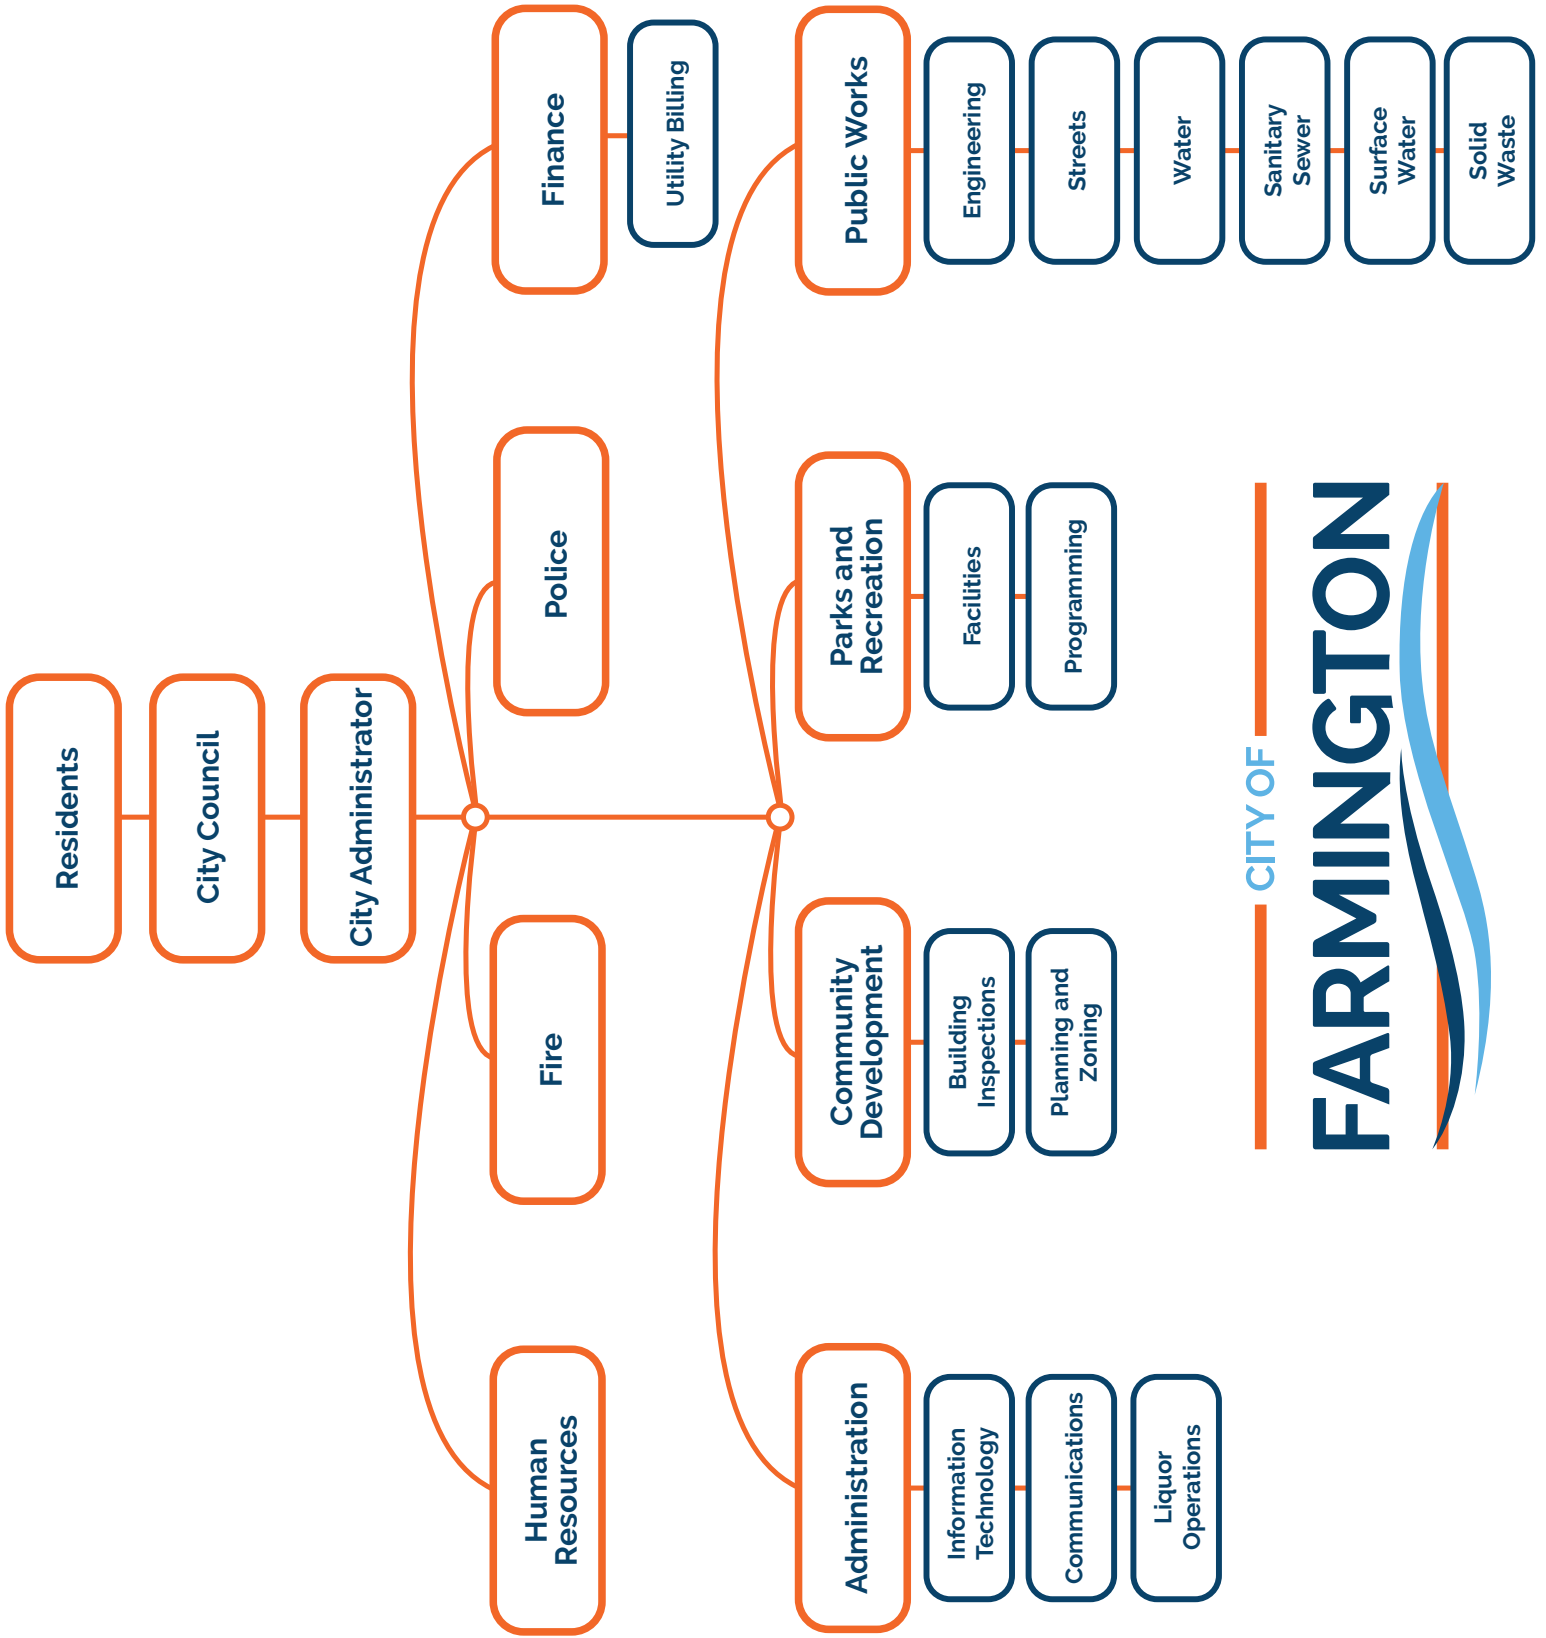 Residents
City Council
City Administrator
Human
Resources
Fire
Police
Finance
Utility Billing
Administration
Information
Technology
Communications
Liquor
Operations
Community
Development
Building
Inspections
Planning and
Zoning
Parks and
Recreation
Facilities
Programming
Public Works
Engineering
Streets
Water
Sanitary
Sewer
Surface
Water
Solid
Waste
CITY OF
FARMINGTON